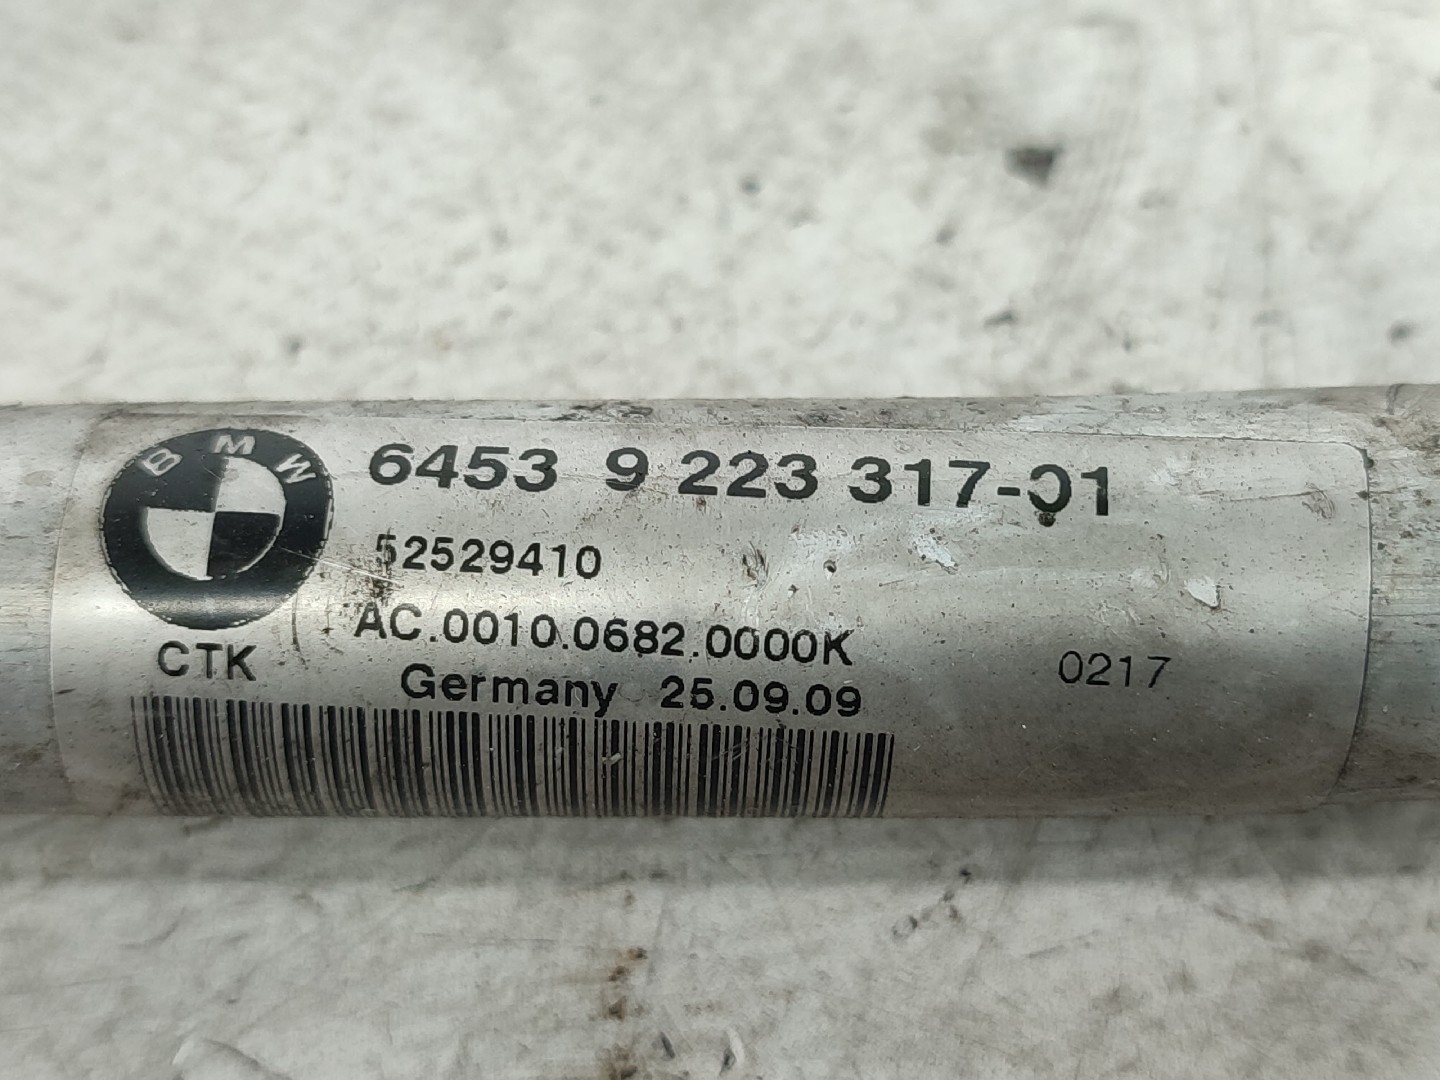 BMW
6453 9 223 317-01
52529410
AC.0010.0682.0000K
CTK
0217
Germany 25.09.09